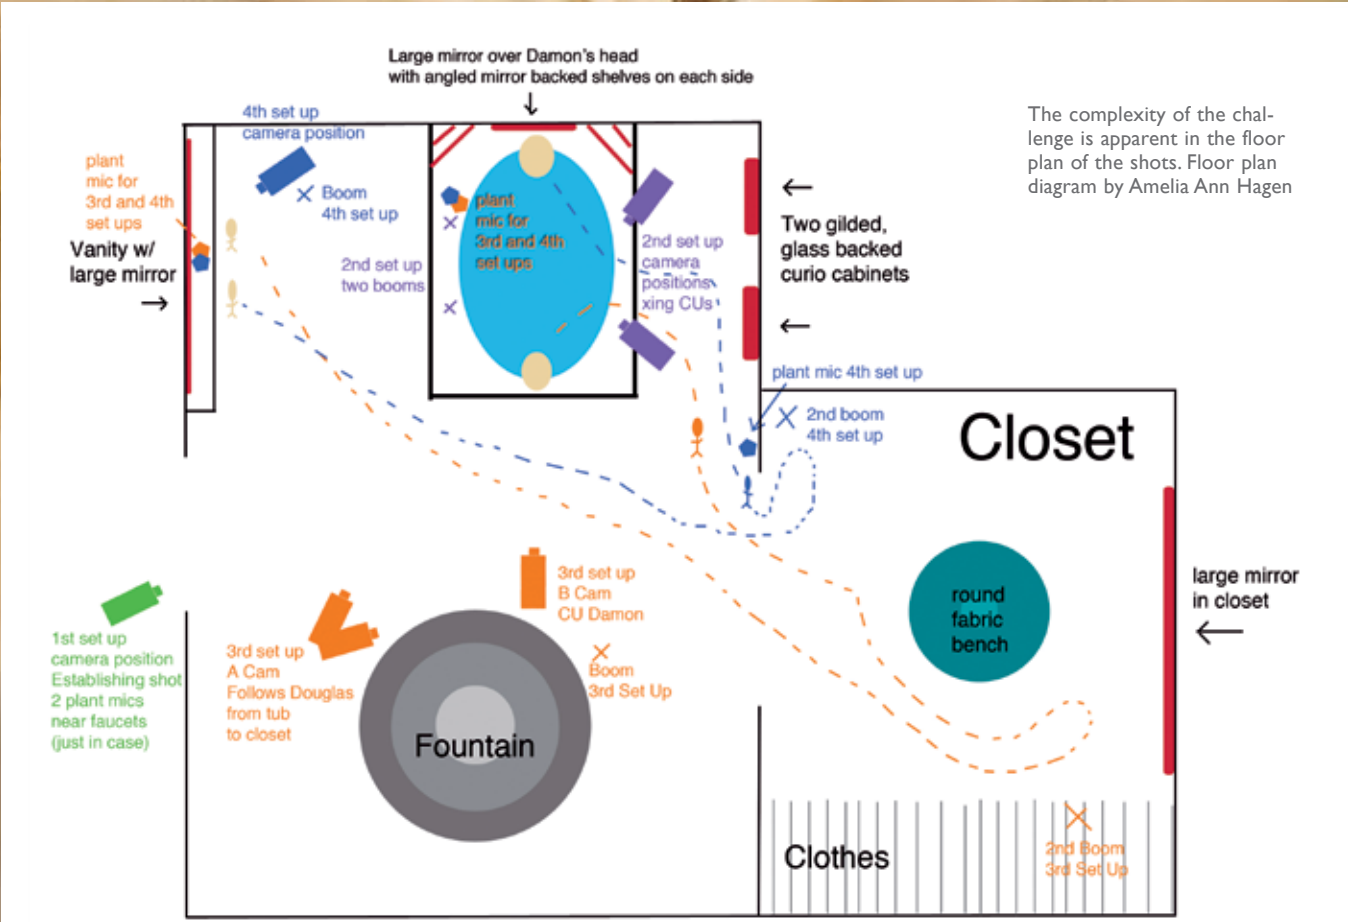 Large mirror over Damon's head
with angled mirror backed shelves on each side
The complexity of the chal-
lenge is apparent in the floor
plan of the shots. Floor plan
diagram by Amelia Ann Hagen
4th set up
camera position
plant
mic for
3rd and 4th
set ups
Boom
4th set up
Vanity w/
large mirror
2nd set up
two booms
plant
mic for
3rd and 4th
set ups
2nd set up
camera
positions
xing CUs
Two gilded,
glass backed
curio cabinets
plant mic 4th set up
2nd boom
4th set up
Closet
round
fabric
bench
large mirror
in closet
3rd set up
B Cam
CU Damon
Boom
3rd Set Up
1st set up
camera position
Establishing shot
2 plant mics
near faucets
(just in case)
3rd set up
A Cam
Follows Douglas
from tub
to closet
Fountain
Clothes
2nd Boom
3rd Set Up